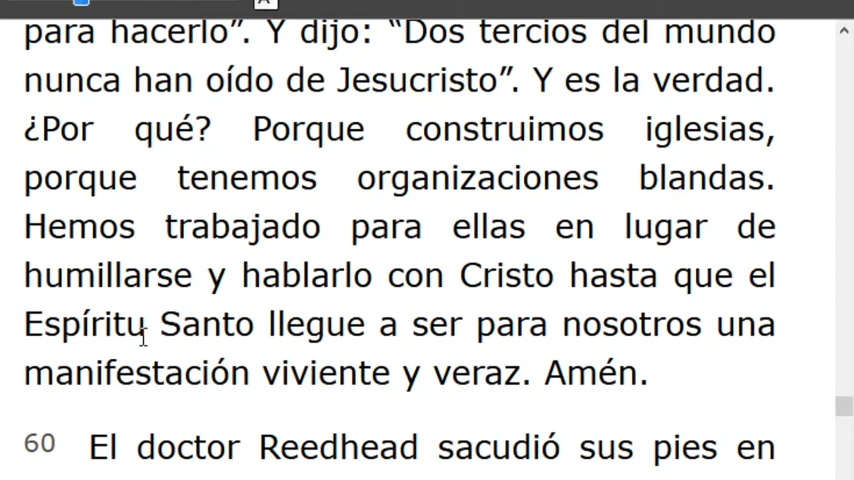 para hacerlo”. Y dijo: “Dos tercios del mundo
nunca han oído de Jesucristo”. Y es la verdad.
¿Por qué? Porque construimos iglesias,
porque tenemos organizaciones blandas.
Hemos trabajado para ellas en lugar de
humillarse y hablarlo con Cristo hasta que el
Espíritu Santo llegue a ser para nosotros una
manifestación viviente y veraz. Amén.
60 El doctor Reedhead sacudió sus pies en